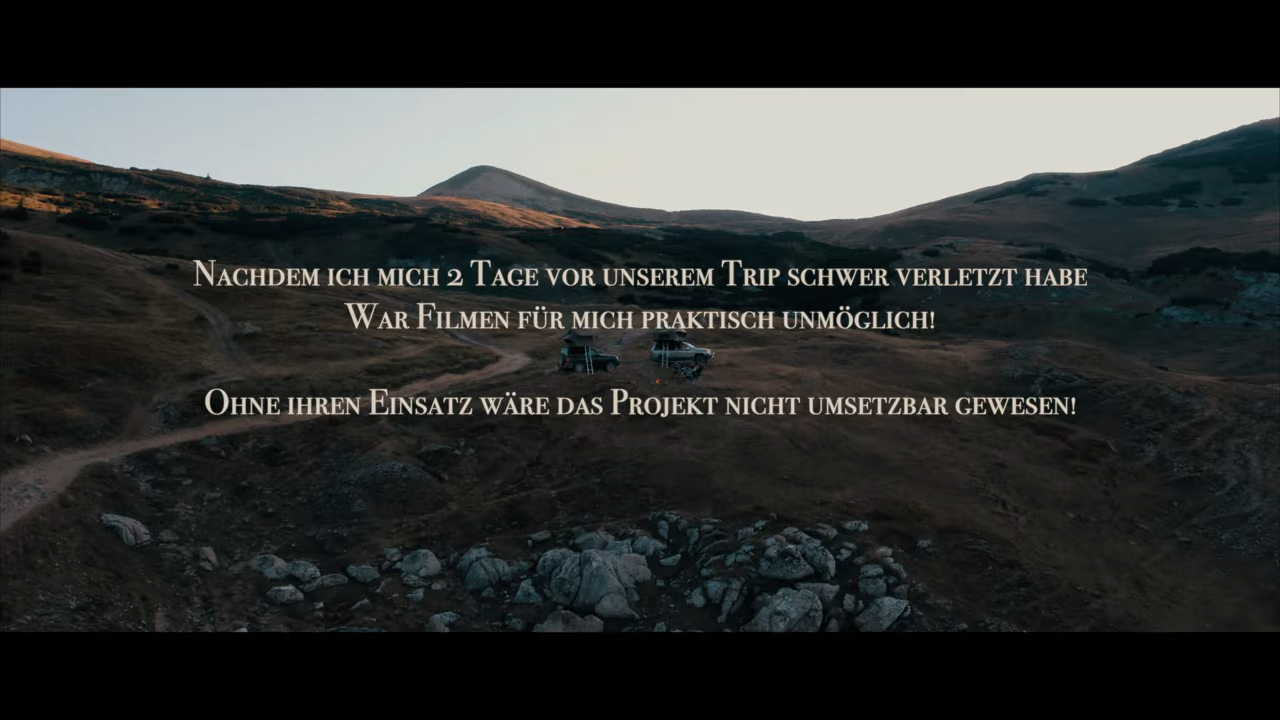 Nachdem ich mich 2 Tage vor unserem Trip schwer verletzt habe
War Filmen für mich praktisch unmöglich!
Ohne ihren Einsatz wäre das Projekt nicht umsetzbar gewesen!